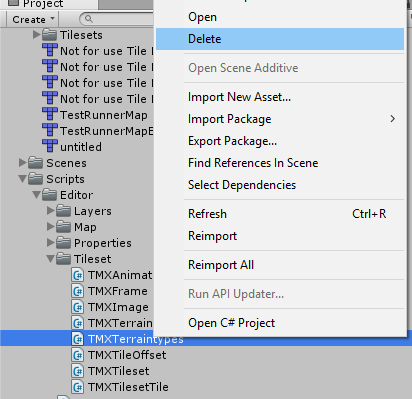 Project
Create
Open
Delete
Open Scene Additive
Import New Asset...
Import Package
Export Package...
Find References In Scene
Select Dependencies
Refresh Ctrl+R
Reimport
Reimport All
Run API Updater...
Open C# Project
Tilesets
Not for use Tile
Not for use Tile
Not for use Tile
Not for use Tile
TestRunnerMap
TestRunnerMapE
untitled
Scenes
Scripts
Editor
Layers
Map
Properties
Tileset
TMXAnimat
TMXFrame
TMXImage
TMXTerrain
TMXTerraintypes
TMXTileOffset
TMXTileset
TMXTilesetTile